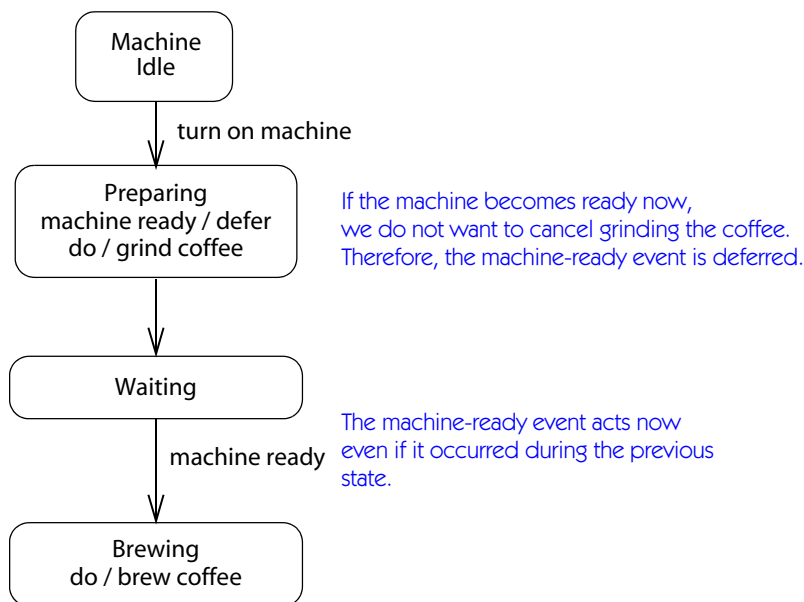 Machine
Idle
turn on machine
Preparing
machine ready / defer
do / grind coffee
If the machine becomes ready now,
we do not want to cancel grinding the coffee.
Therefore, the machine-ready event is deferred.
Waiting
The machine-ready event acts now
even if it occurred during the previous
state.
machine ready
Brewing
do / brew coffee